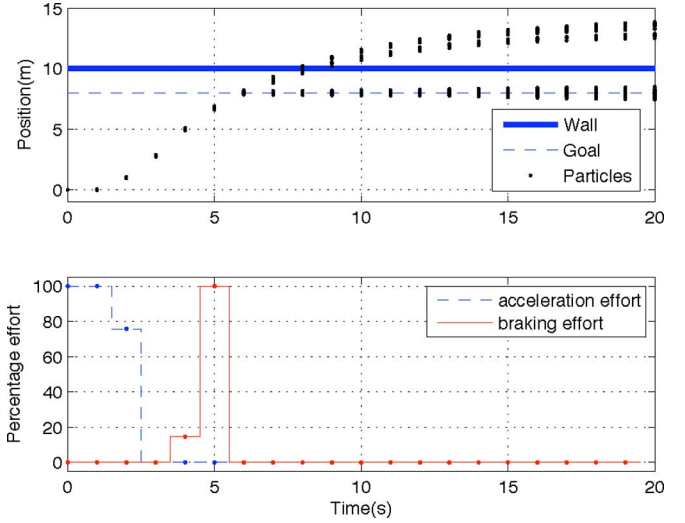 Position(m)
15
10
5
0
0 5 10 15 20
Wall
Goal
Particles
Percentage effort
100
80
60
40
20
0
0 5 10 15 20
Time(s)
acceleration effort
braking effort